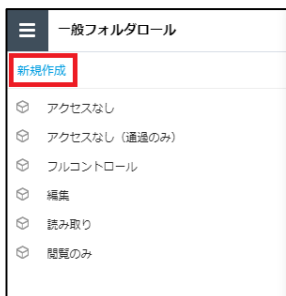 一般フォルダロール
新規作成
アクセスなし
アクセスなし（通過のみ）
フルコントロール
編集
読み取り
閲覧のみ